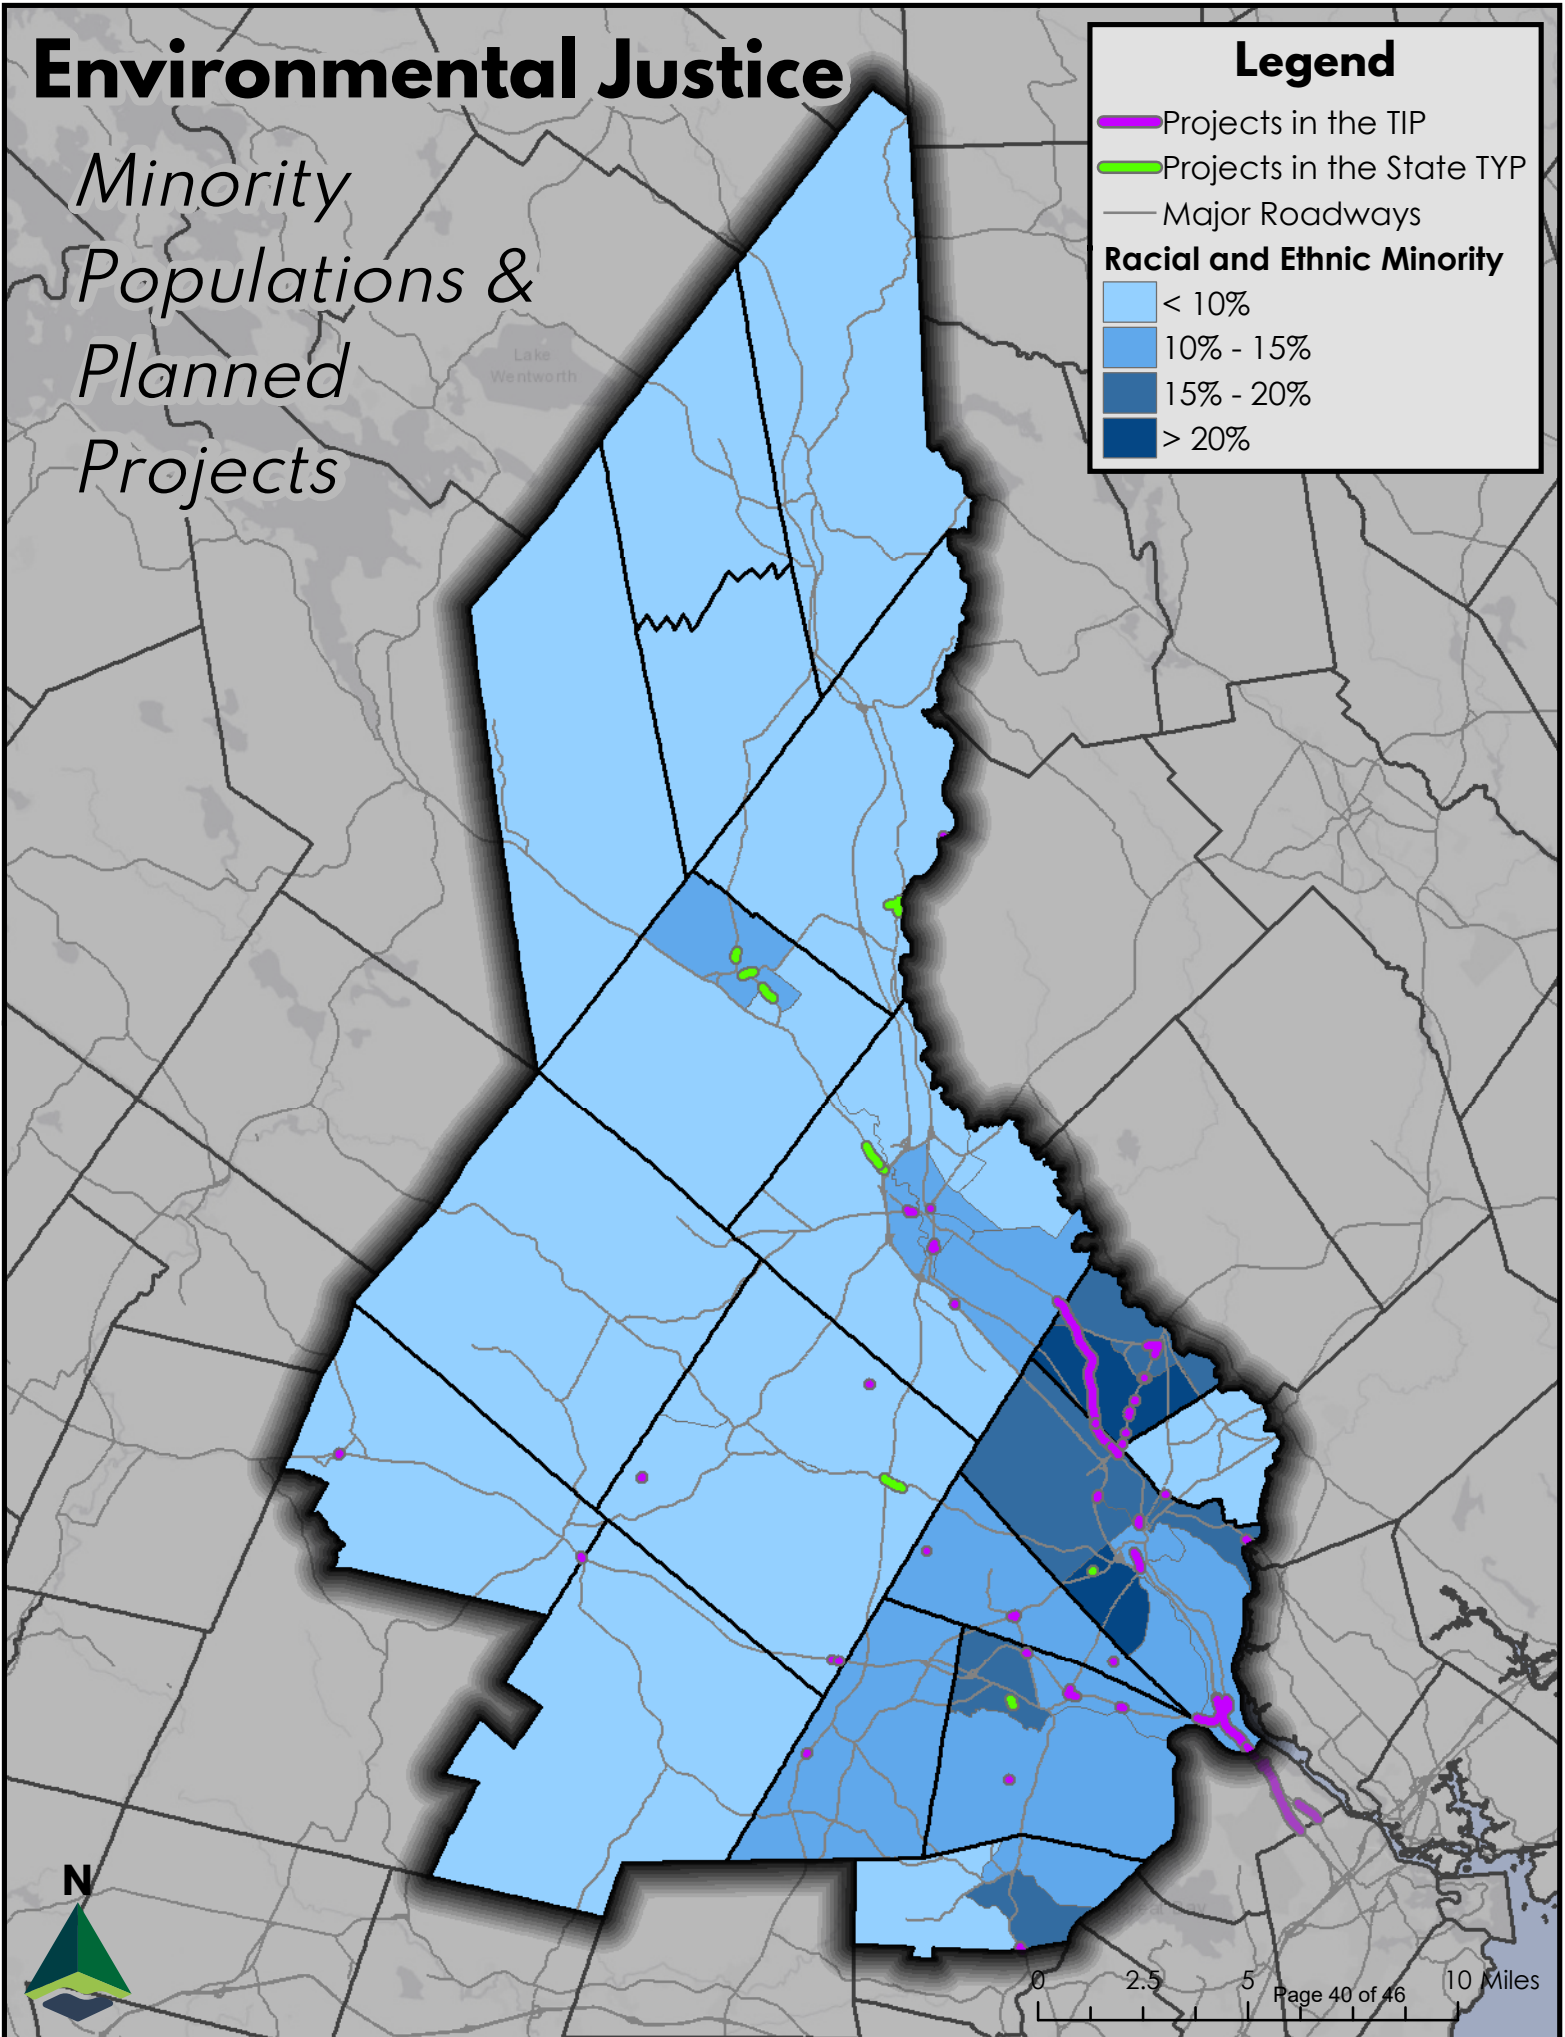 Environmental Justice
Minority
Populations &
Planned
Projects
Legend
Projects in the TIP
Projects in the State TYP
Major Roadways
Racial and Ethnic Minority
< 10%
10% - 15%
15% - 20%
> 20%
Lake
Wentworth
N
0 2.5 5 10 Miles
Page 40 of 46